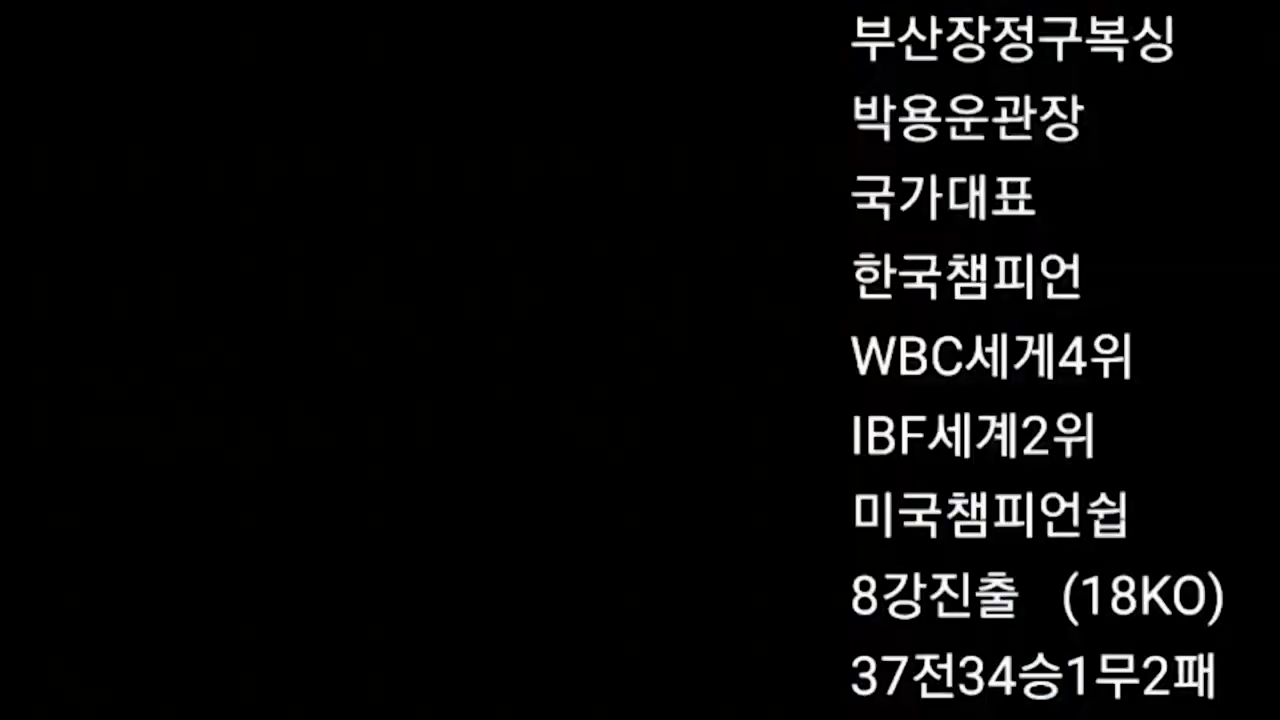 부산장정구복싱
박용운관장
국가대표
한국챔피언
WBC세게4위
IBF세계2위
미국챔피언쉽
8강진출 (18KO)
37전34승1무2패